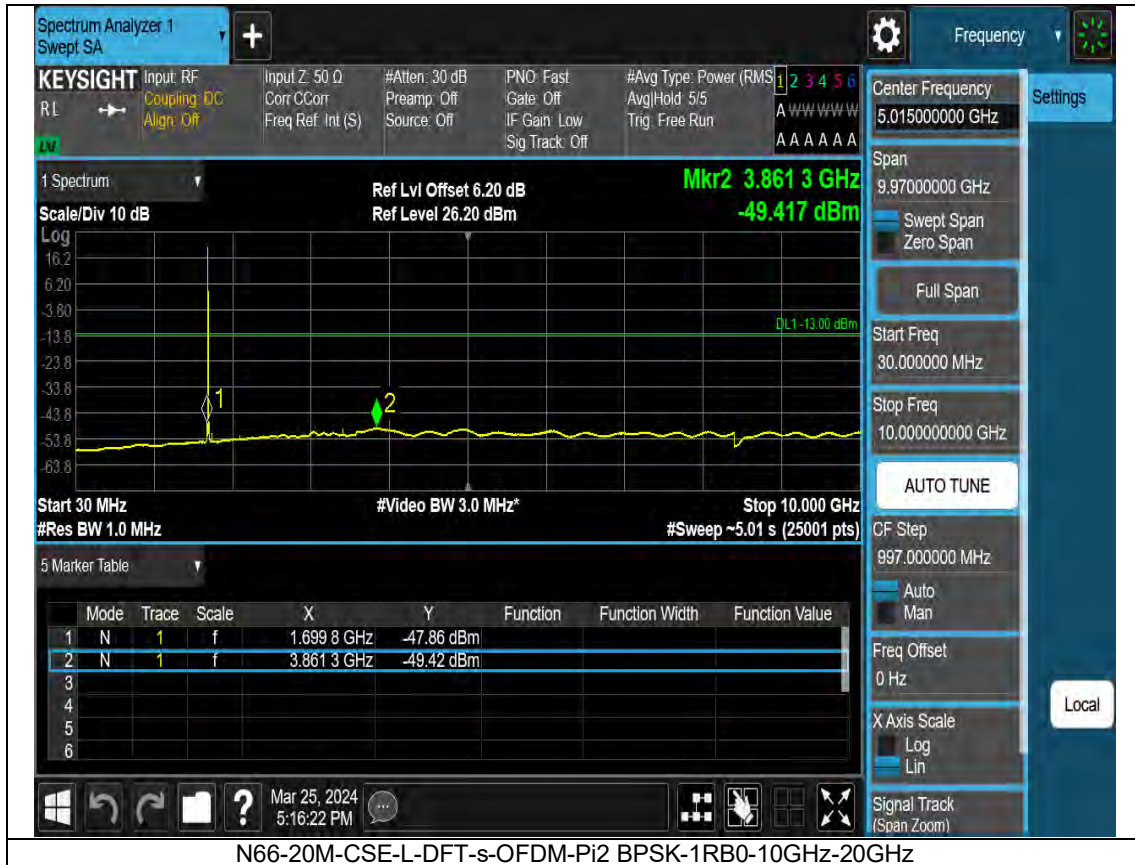 Spectrum Analyzer 1
Swept SA
Frequency
KEYSIGHT
RL
Input: RF
Coupling: DC
Align: Off
Input Z: 50 Ω
Corr CCorr
Freq Ref: Int (S)
#Atten: 30 dB
Preamp: Off
Source: Off
PNO: Fast
Gate: Off
IF Gain: Low
Sig Track: Off
#Avg Type: Power (RMS
Avg|Hold: 5/5
Trig: Free Run
1 2 3 4 5 6
A W W W W W
A A A A A A
1 Spectrum
Ref Lvl Offset 6.20 dB
Mkr2 3.861 3 GHz
Scale/Div 10 dB
Ref Level 26.20 dBm
-49.417 dBm
Log
16.2
6.20
-3.80
DL1 -13.00 dBm
-13.8
-23.8
-33.8
1
2
-43.8
-53.8
-63.8
Start 30 MHz
#Video BW 3.0 MHz*
Stop 10.000 GHz
#Res BW 1.0 MHz
#Sweep ~5.01 s (25001 pts)
5 Marker Table
Mode Trace Scale X Y Function Function Width Function Value
1 N 1 f 1.699 8 GHz -47.86 dBm
2 N 1 f 3.861 3 GHz -49.42 dBm
3
4
5
6
Mar 25, 2024
5:16:22 PM
Center Frequency
5.015000000 GHz
Settings
Span
9.97000000 GHz
Swept Span
Zero Span
Full Span
Start Freq
30.000000 MHz
Stop Freq
10.000000000 GHz
AUTO TUNE
CF Step
997.000000 MHz
Auto
Man
Freq Offset
0 Hz
Local
X Axis Scale
Log
Lin
Signal Track
(Span Zoom)
N66-20M-CSE-L-DFT-s-OFDM-Pi2 BPSK-1RB0-10GHz-20GHz